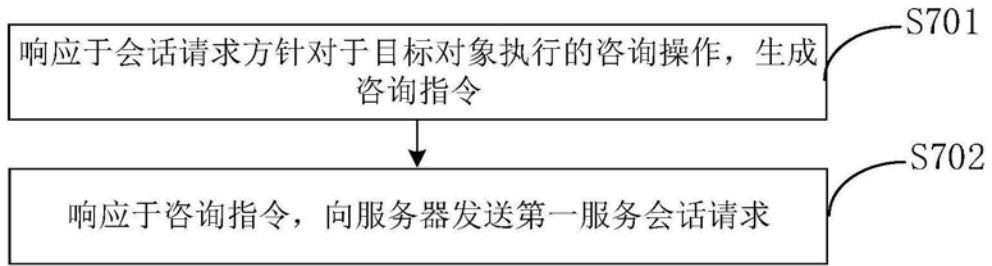 S701
响应于会话请求方针对于目标对象执行的咨询操作，生成
咨询指令
S702
响应于咨询指令，向服务器发送第一服务会话请求